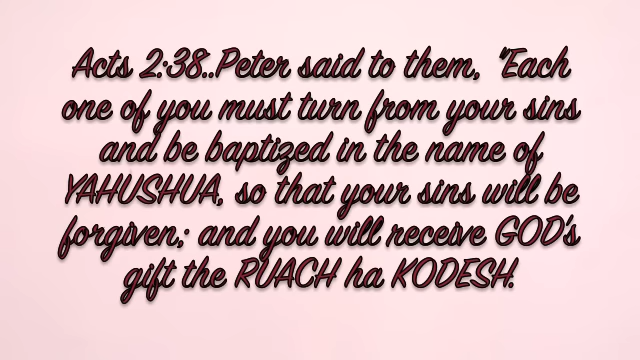 Acts 2:38..Peter said to them, "Each
one of you must turn from your sins
and be baptized in the name of
YAHUSHUA, so that your sins will be
forgiven; and you will receive GOD's
gift the RUACH ha KODESH.